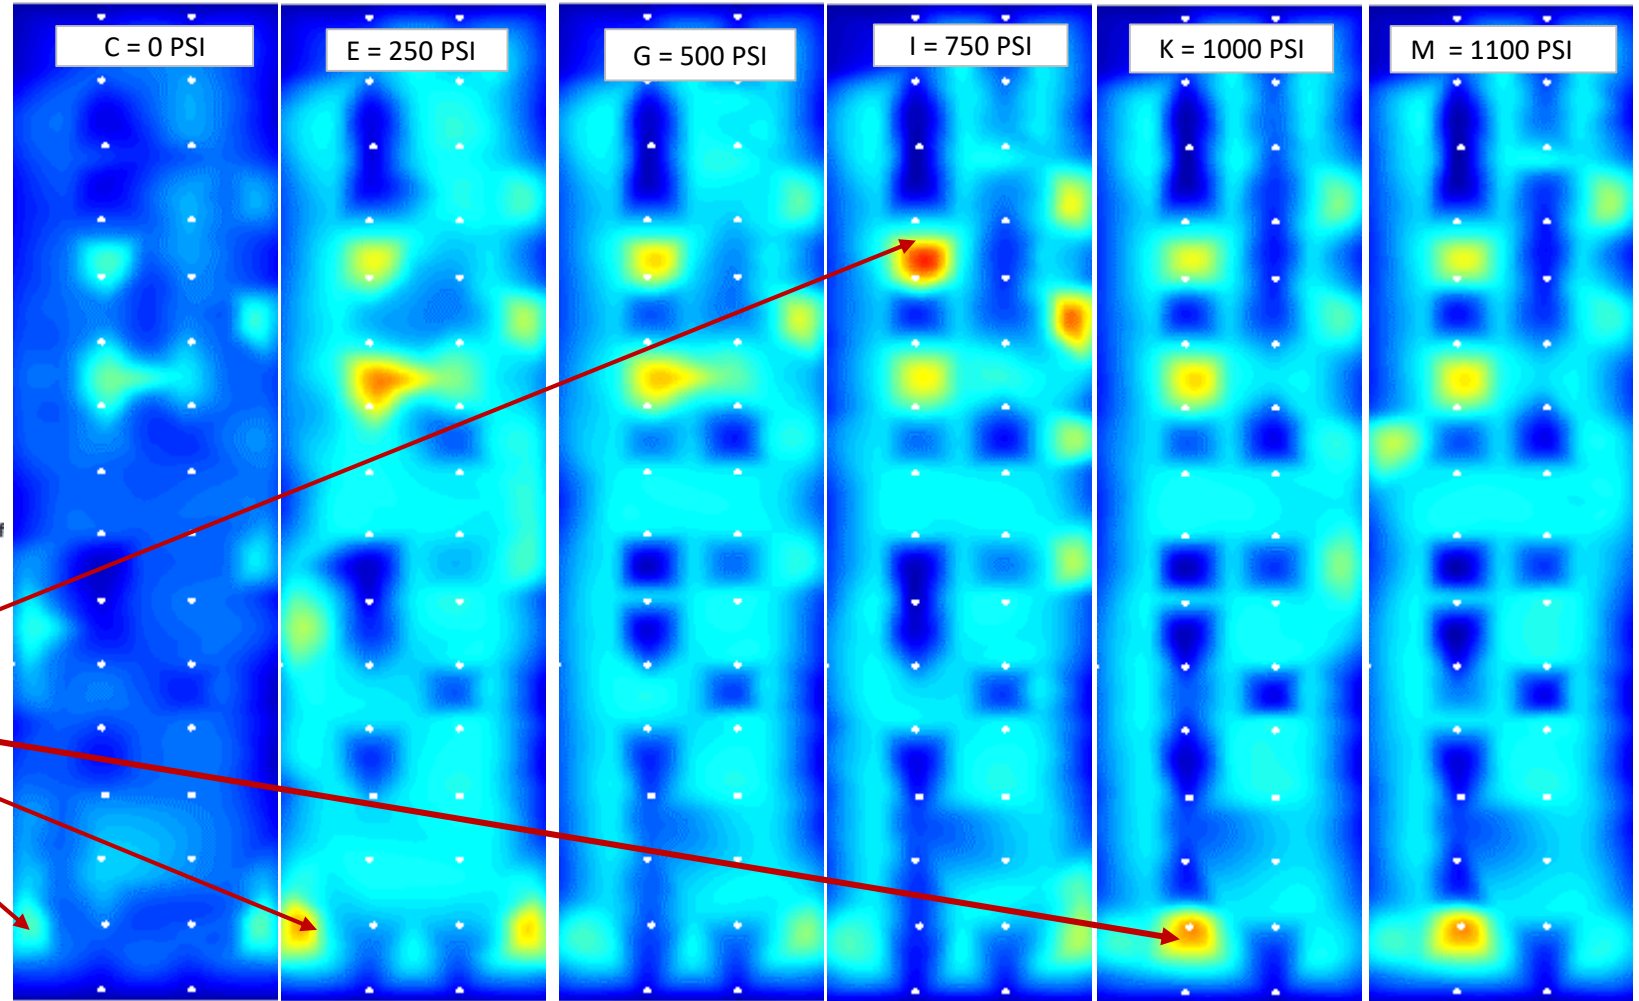 C = 0 PSI
E = 250 PSI
G = 500 PSI
I = 750 PSI
K = 1000 PSI
M = 1100 PSI